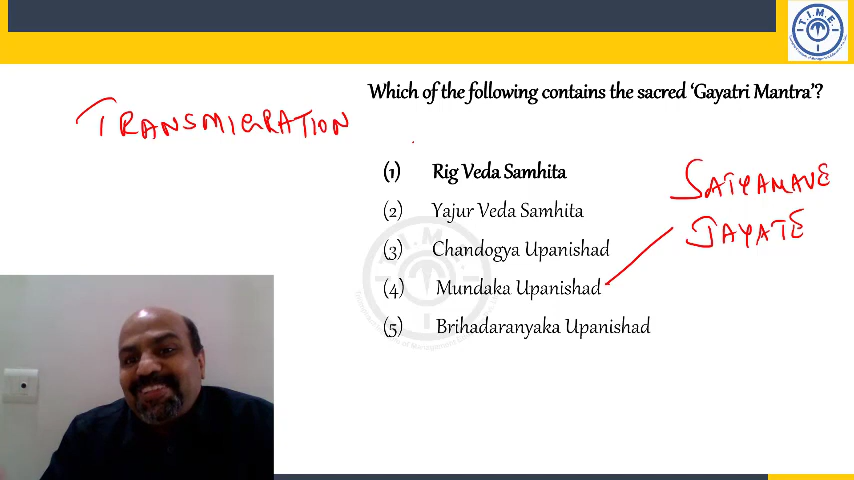 T.I.M.E.
Which of the following contains the sacred ‘Gayatri Mantra’?
TRANSMIGRATION
(1) Rig Veda Samhita
SATYAMAVE
JAYATE
(2) Yajur Veda Samhita
(3) Chandogya Upanishad
(4) Mundaka Upanishad
(5) Brihadaranyaka Upanishad
T.I.M.E.